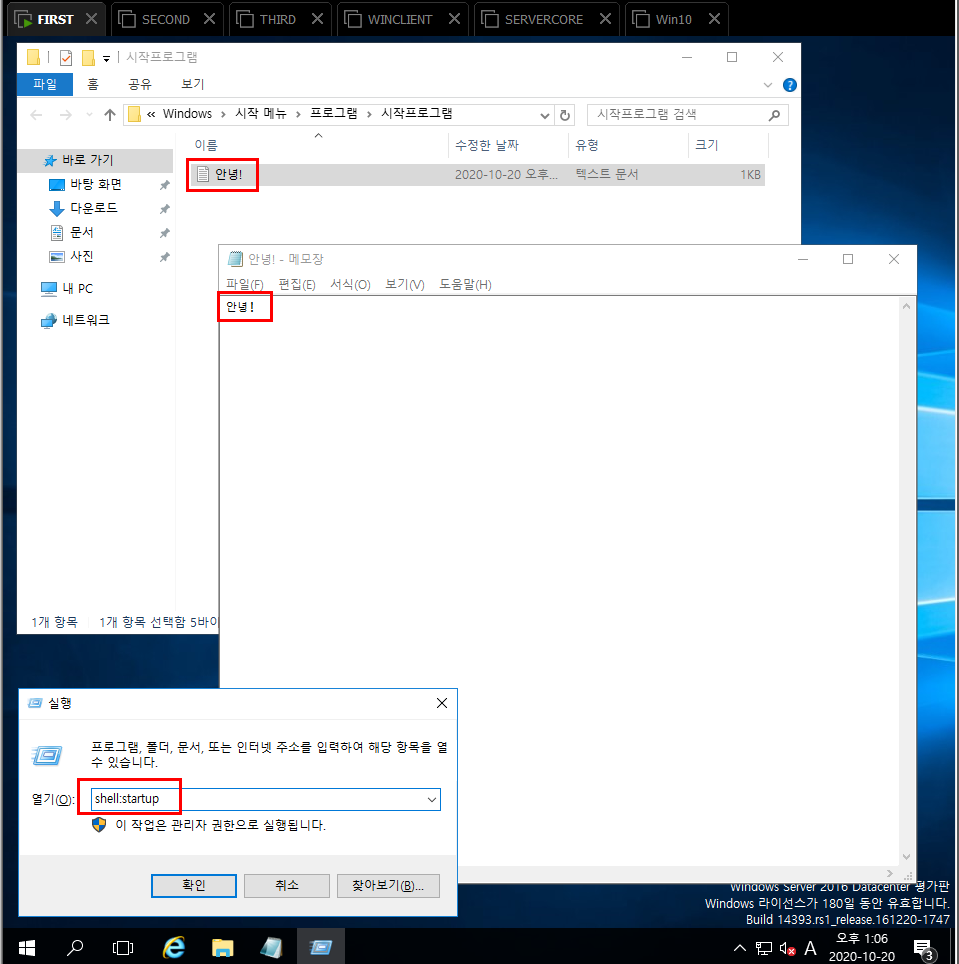 FIRST SECOND THIRD WINCLIENT SERVERCORE Win10
시작프로그램
파일 홈 공유 보기
« Windows › 시작 메뉴 › 프로그램 › 시작프로그램 시작프로그램 검색
이름 수정한 날짜 유형 크기
안녕! 2020-10-20 오후... 텍스트 문서 1KB
바로 가기
바탕 화면
다운로드
문서
사진
내 PC
네트워크
1개 항목 1개 항목 선택함 5바이
안녕! - 메모장
파일(F) 편집(E) 서식(O) 보기(V) 도움말(H)
안녕!
실행
프로그램, 폴더, 문서, 또는 인터넷 주소를 입력하여 해당 항목을 열
수 있습니다.
열기(O): shell:startup
이 작업은 관리자 권한으로 실행됩니다.
확인 취소 찾아보기(B)...
Windows Server 2016 Datacenter 평가판
Windows 라이선스가 180일 동안 유효합니다.
Build 14393.rs1_release.161220-1747
A 오후 1:06
2020-10-20 3